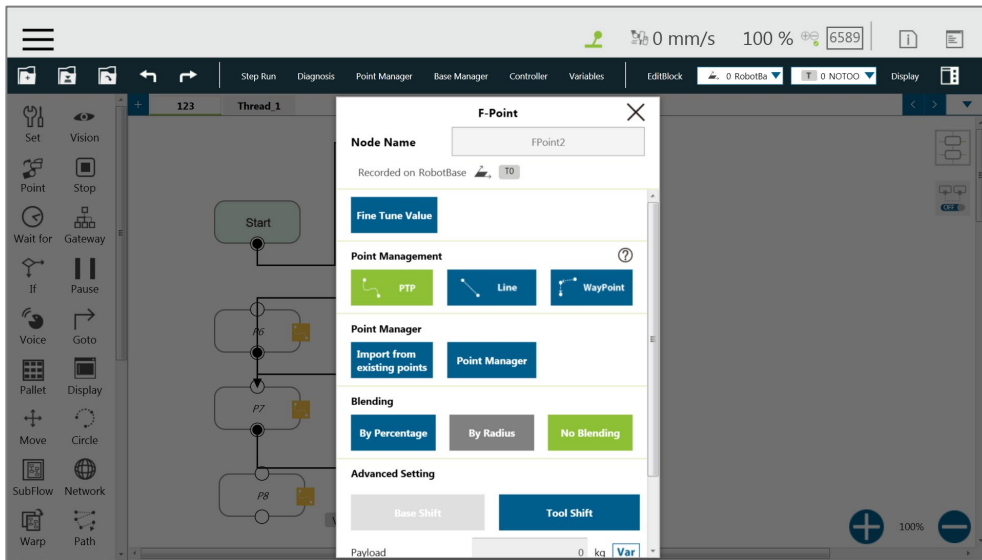 0 mm/s 100 % 6589
Step Run Diagnosis Point Manager Base Manager Controller Variables EditBlock 0 RobotBa T 0 NOTOO Display
+ 123 Thread_1 < >
Set Vision
Point Stop
Wait for Gateway
If Pause
Voice Goto
Pallet Display
Move Circle
SubFlow Network
Warp Path
Start
P6
P7
P8
F-Point
Node Name FPoint2
Recorded on RobotBase T0
Fine Tune Value
Point Management ?
PTP Line WayPoint
Point Manager
Import from
existing points Point Manager
Blending
By Percentage By Radius No Blending
Advanced Setting
Base Shift Tool Shift
Payload 0 kg Var
OFF
100%